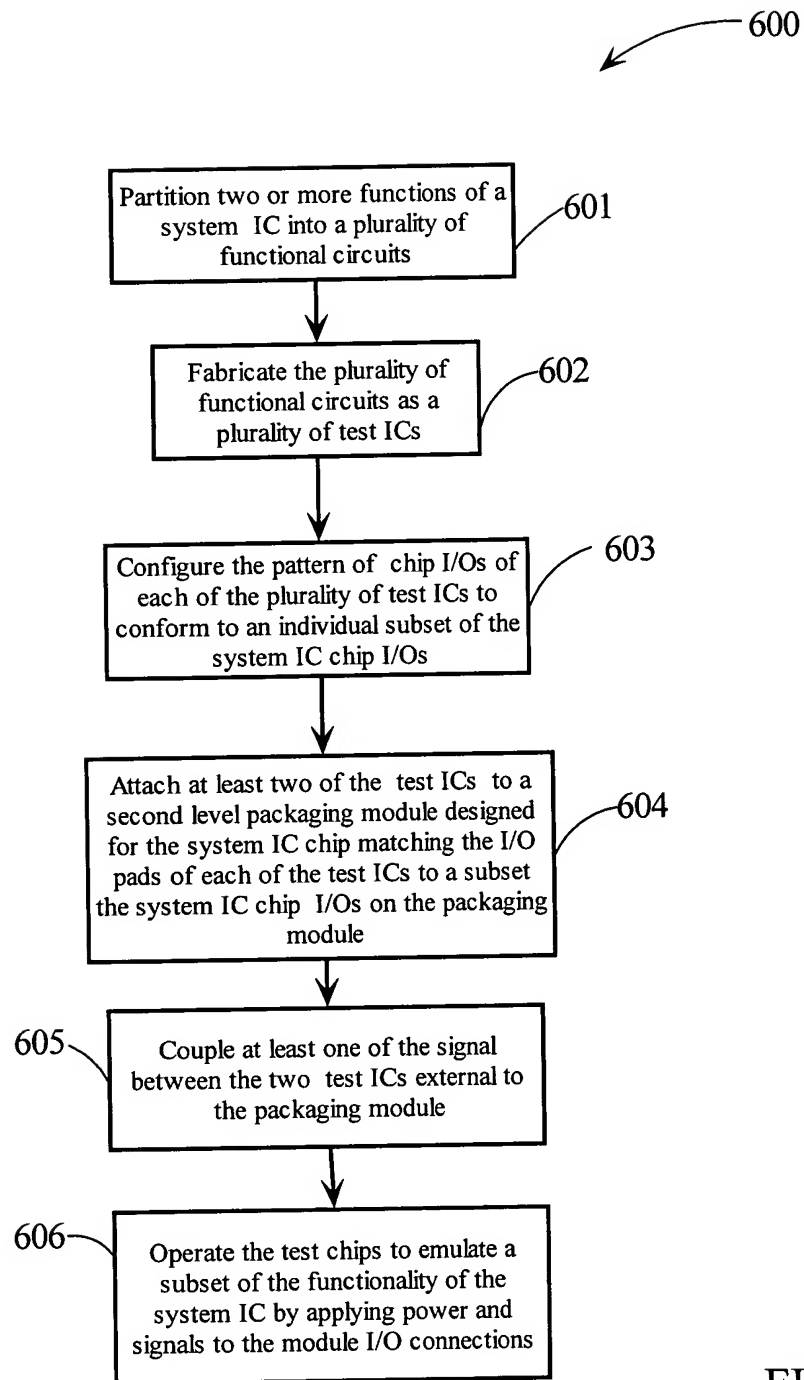 600
Partition two or more functions of a
system IC into a plurality of
functional circuits
601
Fabricate the plurality of
functional circuits as a
plurality of test ICs
602
Configure the pattern of chip I/Os of
each of the plurality of test ICs to
conform to an individual subset of the
system IC chip I/Os
603
Attach at least two of the test ICs to a
second level packaging module designed
for the system IC chip matching the I/O
pads of each of the test ICs to a subset
the system IC chip I/Os on the packaging
module
604
605
Couple at least one of the signal
between the two test ICs external to
the packaging module
606
Operate the test chips to emulate a
subset of the functionality of the
system IC by applying power and
signals to the module I/O connections